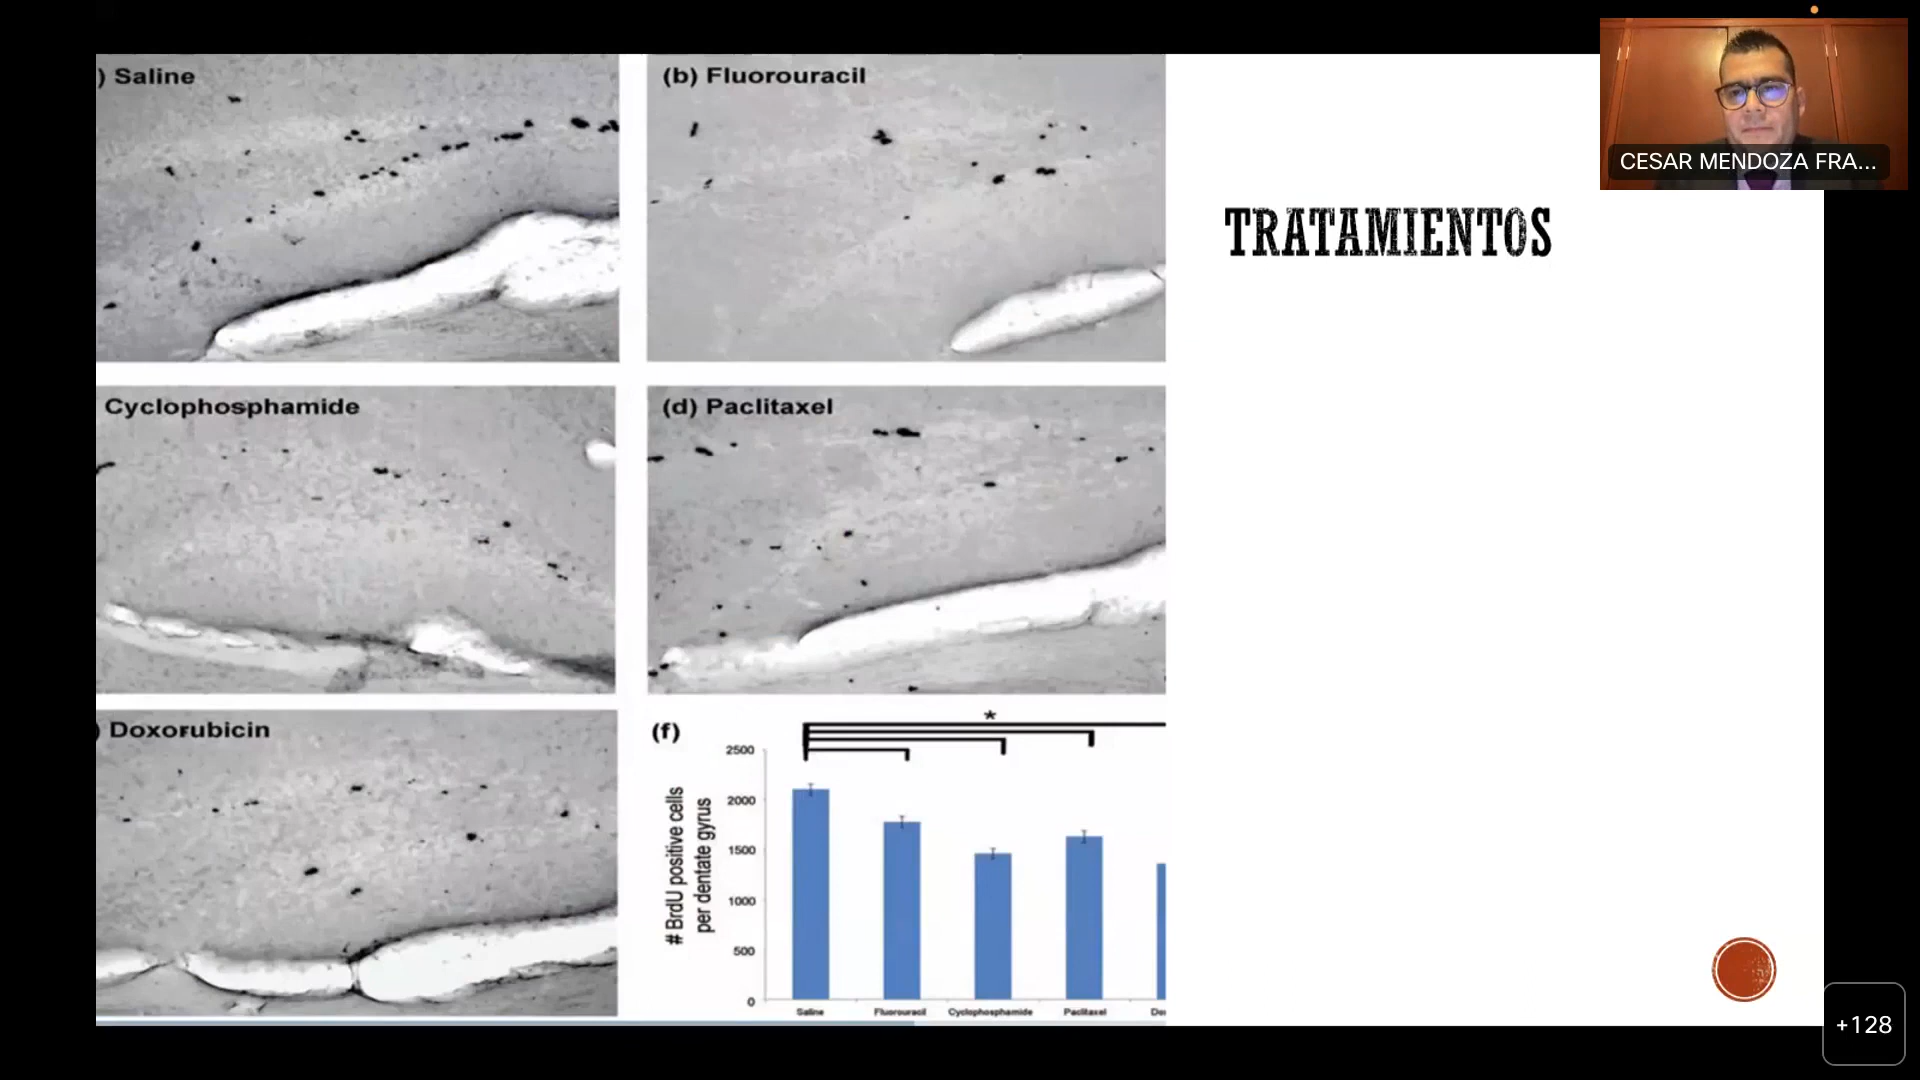 ) Saline
(b) Fluorouracil
CESAR MENDOZA FRA...
TRATAMIENTOS
Cyclophosphamide
(d) Paclitaxel
) Doxorubicin
(f)
*
# BrdU positive cells
per dentate gyrus
2500
2000
1500
1000
500
0
Saline
Fluorouracil
Cyclophosphamide
Paclitaxel
Do
+128